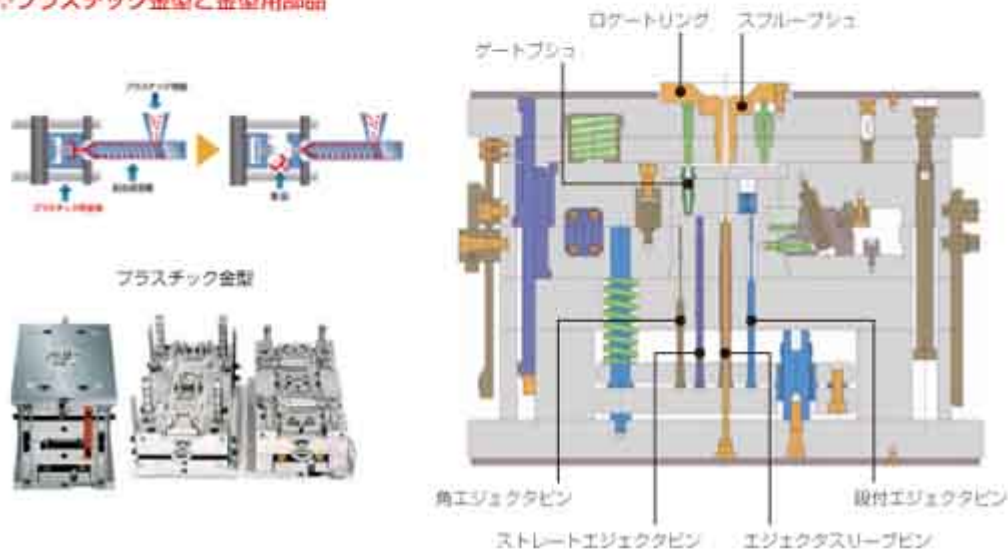 プラスチック金型と金型用部品
ロケートリング
スプルーブシュ
ゲートブシュ
プラスチック金型
角エジェクタピン
段付エジェクタピン
ストレートエジェクタピン
エジェクタスリーブピン